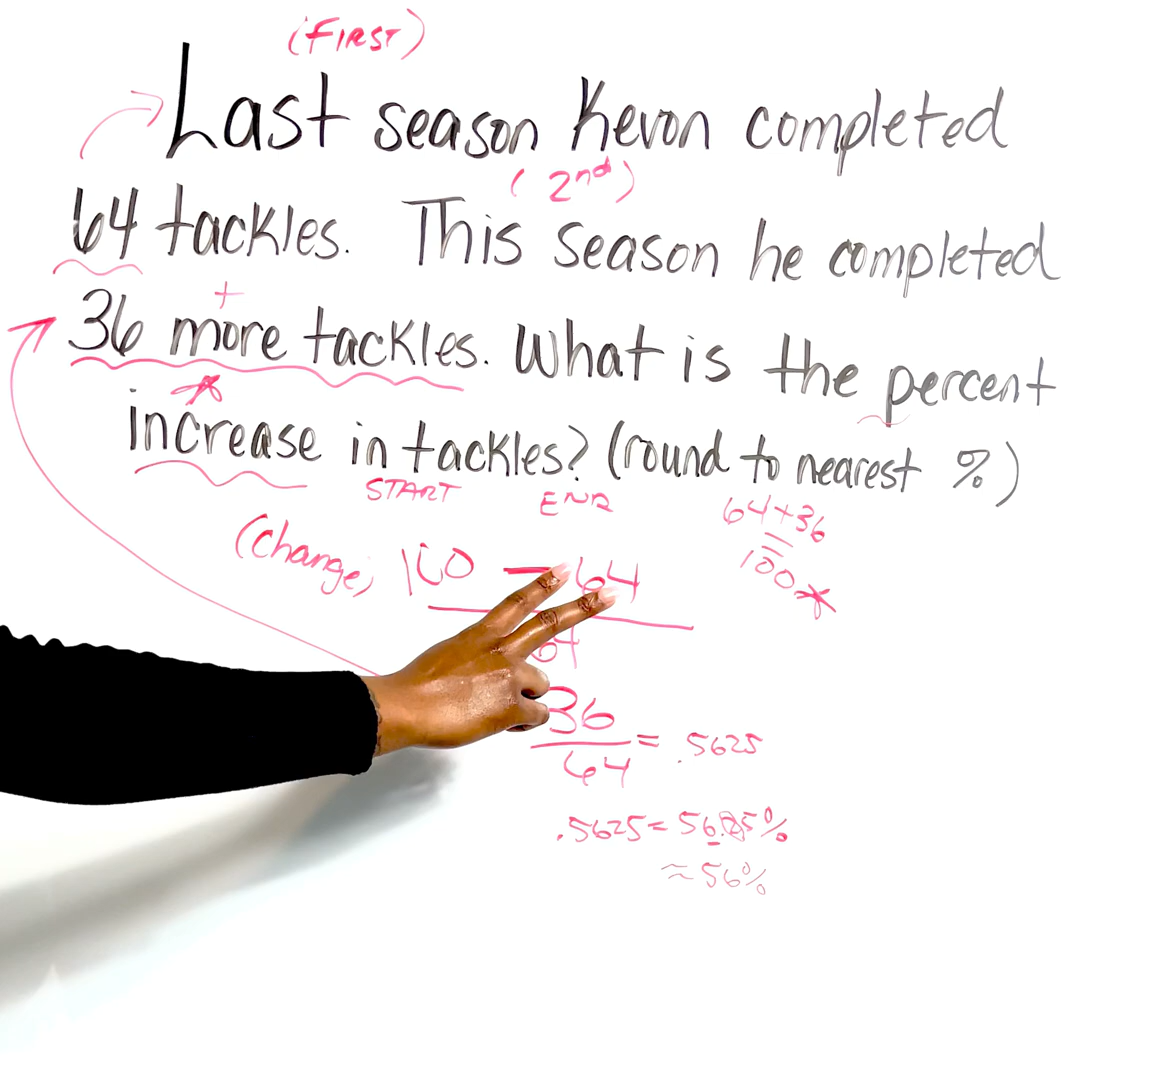 (FIRST)
Last season Kevon completed
(2nd)
64 tackles. This season he completed
+
36 more tackles. What is the percent
increase in tackles? (round to nearest %)
START END
64+36
=
100
(Change) 100 - 64
64
36
64 = .5625
.5625 = 56.25%
≈ 56%